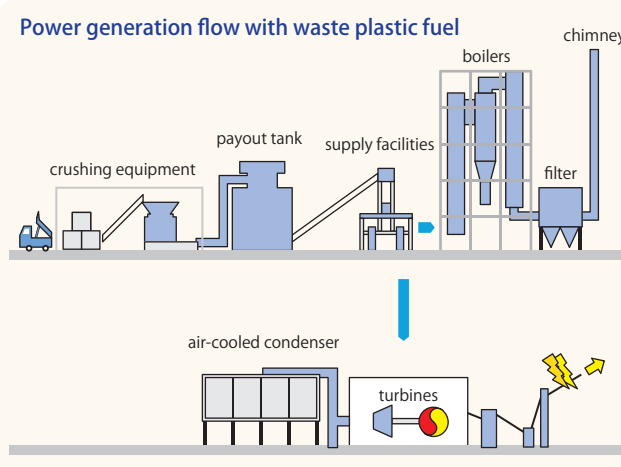 Power generation flow with waste plastic fuel
chimney
boilers
payout tank
supply facilities
crushing equipment
filter
air-cooled condenser
turbines